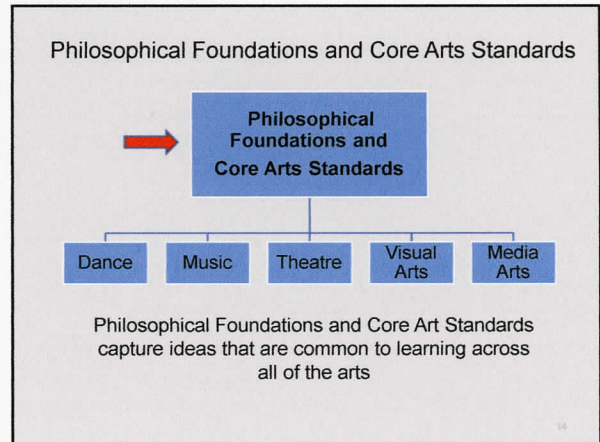 Philosophical Foundations and Core Arts Standards
Philosophical
Foundations and
Core Arts Standards
Dance
Music
Theatre
Visual
Arts
Media
Arts
Philosophical Foundations and Core Art Standards
capture ideas that are common to learning across
all of the arts
14